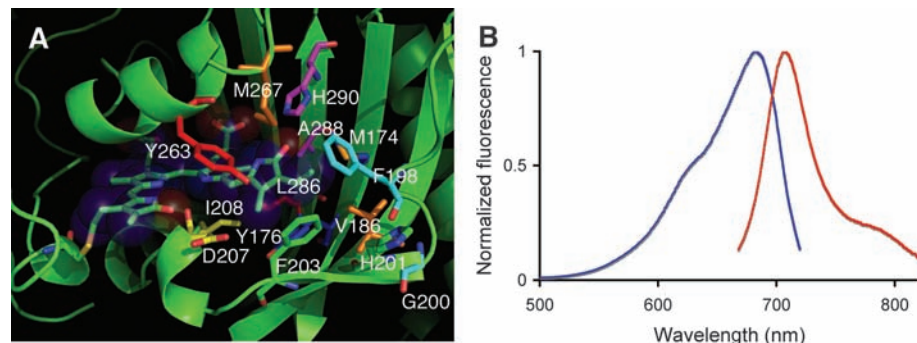 A
M267
H290
A288
M174
Y263
F198
L286
I208
V186
Y176
D207
F203
H201
G200
B
Normalized fluorescence
1
0.5
0
500
600
700
800
Wavelength (nm)